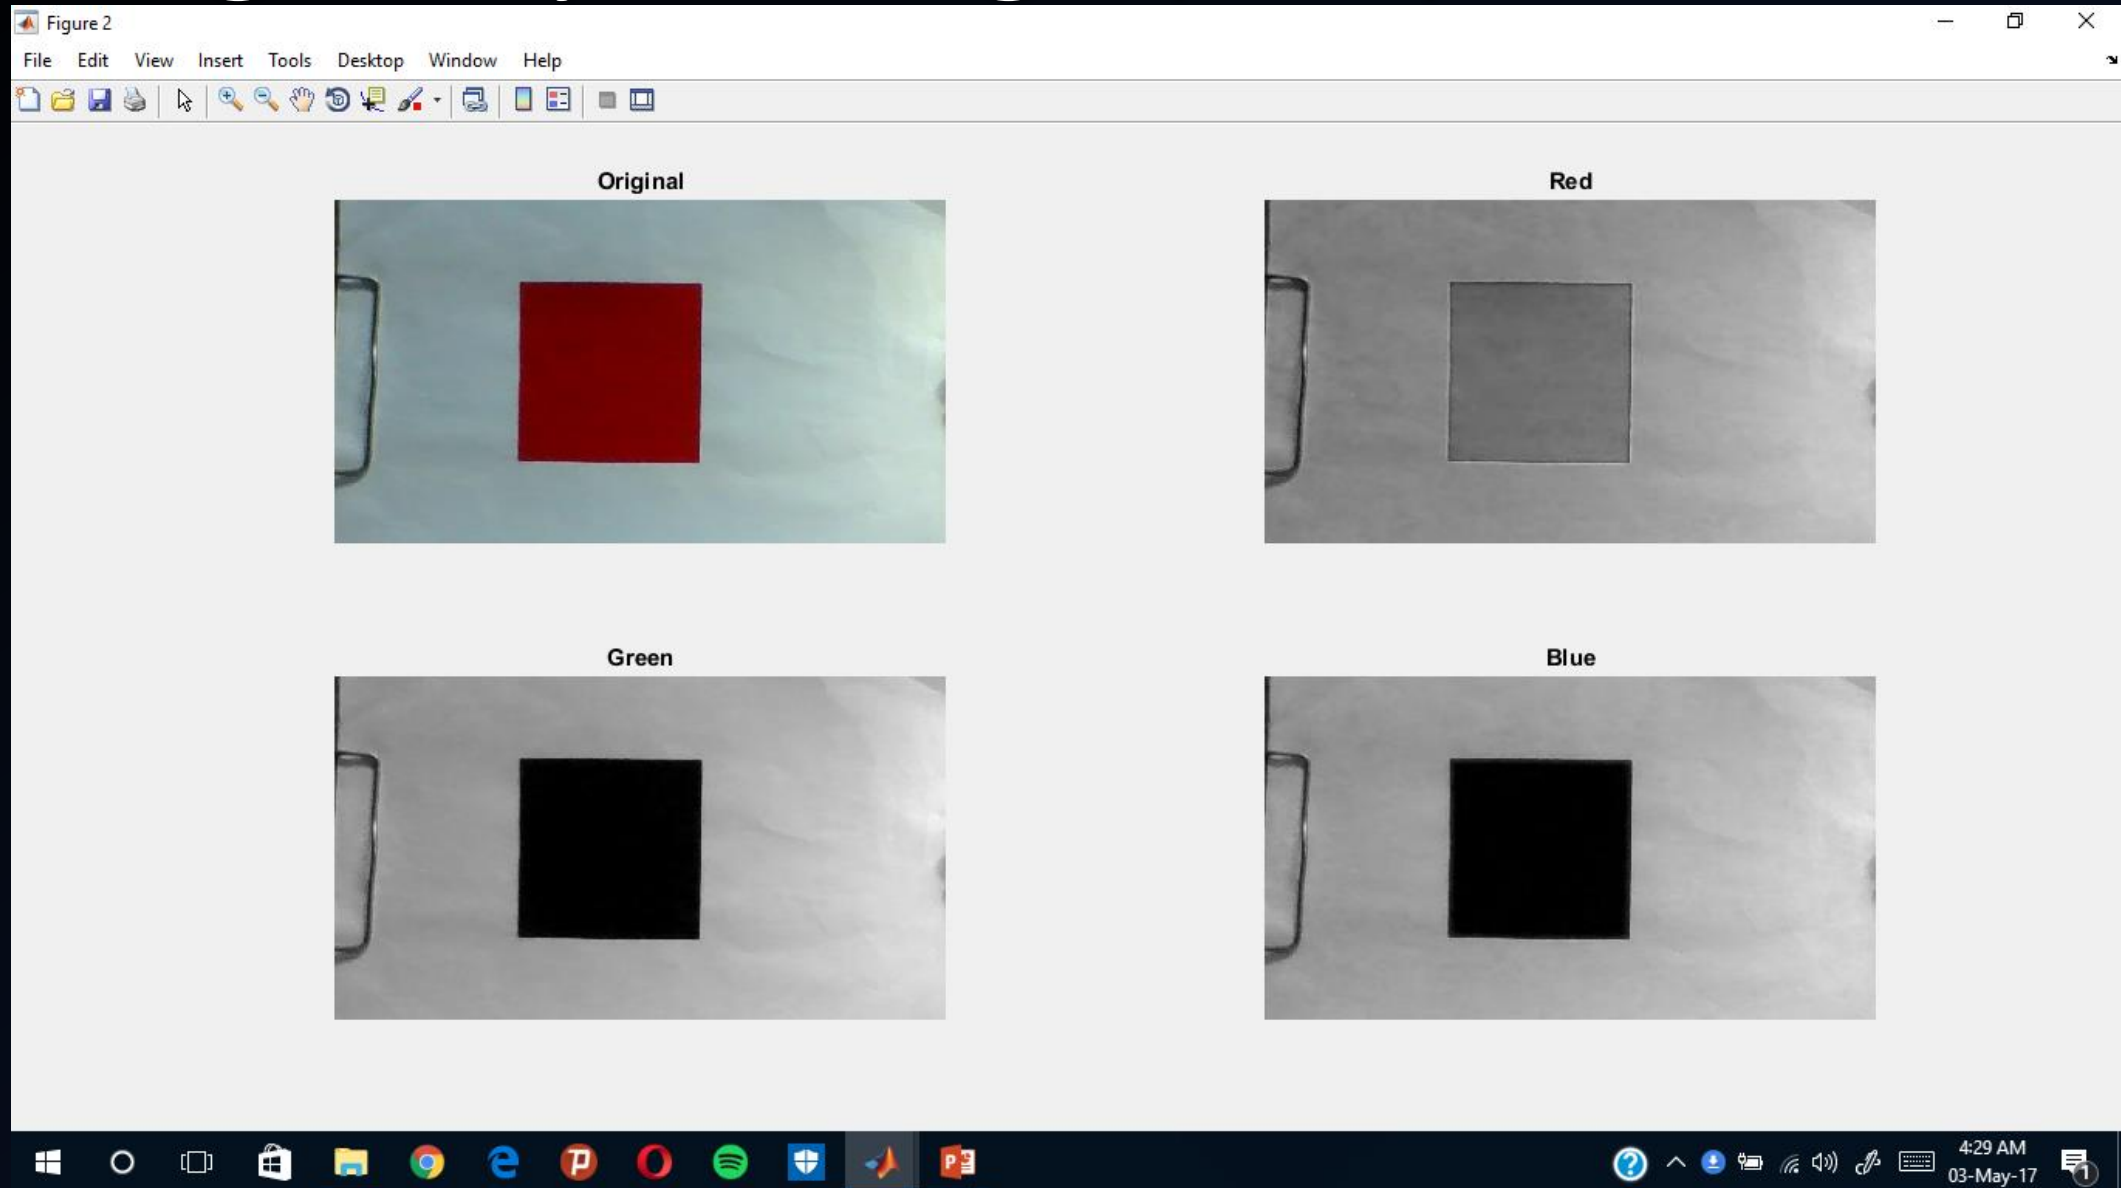 Figure 2
File Edit View Insert Tools Desktop Window Help
Original
Red
Green
Blue
4:29 AM
03-May-17
1